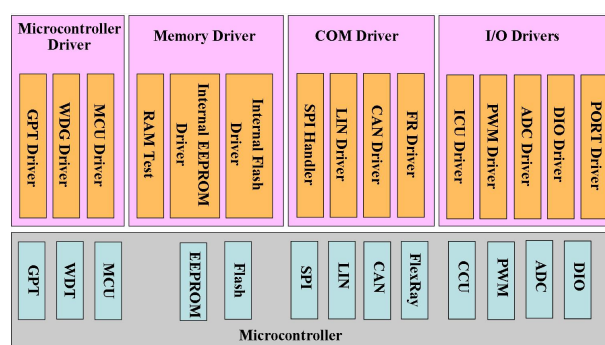 Microcontroller
Driver
Memory Driver
COM Driver
I/O Drivers
GPT Driver
WDG Driver
MCU Driver
RAM Test
Internal EEPROM
Driver
Internal Flash
Driver
SPI Handler
LIN Driver
CAN Driver
FR Driver
ICU Driver
PWM Driver
ADC Driver
DIO Driver
PORT Driver
GPT
WDT
MCU
EEPROM
Flash
SPI
LIN
CAN
FlexRay
CCU
PWM
ADC
DIO
Microcontroller